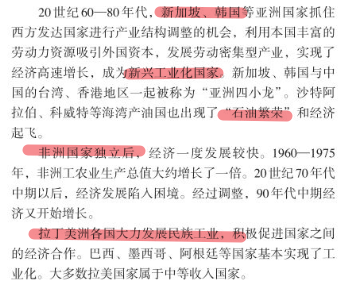 20世纪60—80年代，新加坡、韩国等亚洲国家抓住
西方发达国家进行产业结构调整的机会，利用本国丰富的
劳动力资源吸引外国资本，发展劳动密集型产业，实现了
经济高速增长，成为新兴工业化国家。新加坡、韩国与中
国的台湾、香港地区一起被称为“亚洲四小龙”。沙特阿
拉伯、科威特等海湾产油国也出现了“石油繁荣”和经济
起飞。
非洲国家独立后，经济一度发展较快。1960—1975
年，非洲工农业生产总值大约增长了一倍。20世纪70年代
中期以后，经济发展陷入困境。经过调整，90年代中期经
济又开始增长。
拉丁美洲各国大力发展民族工业，积极促进国家之间
的经济合作。巴西、墨西哥、阿根廷等国家基本实现了工
业化。大多数拉美国家属于中等收入国家。